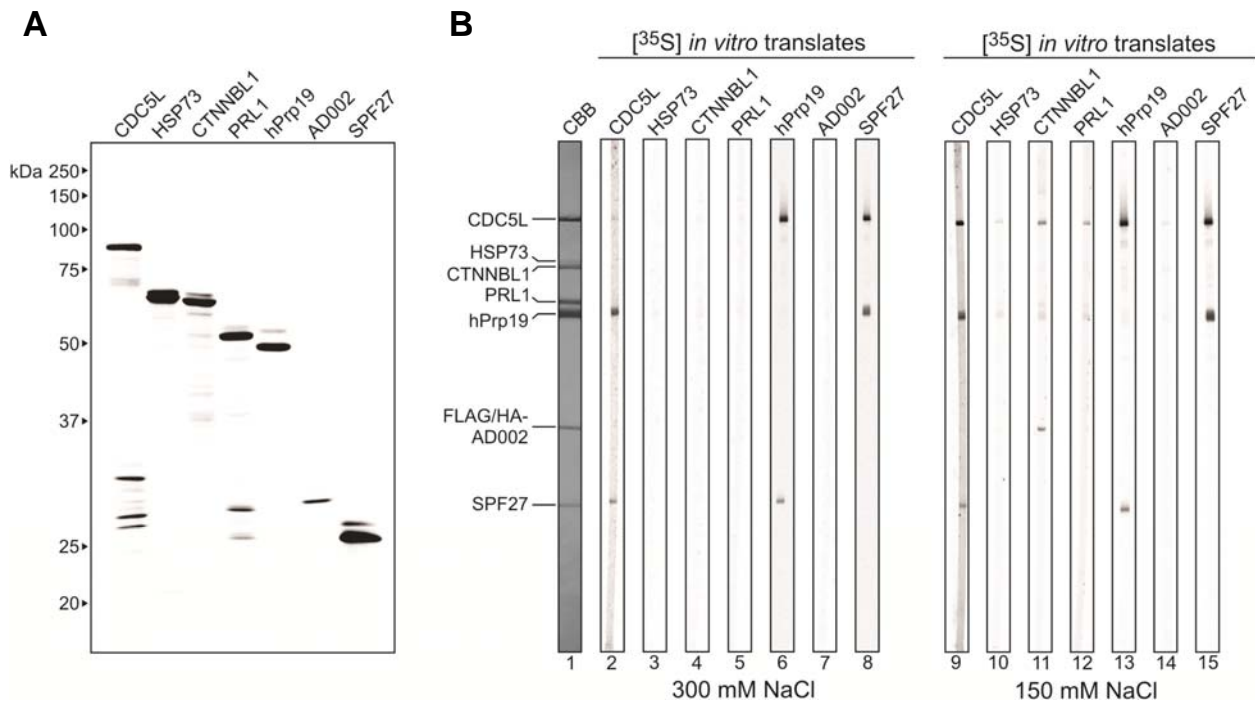 A
CDC5L
HSP73
CTNNBL1
PRL1
hPrp19
AD002
SPF27
kDa 250
150
100
75
50
37
25
20
B
[35S] in vitro translates
[35S] in vitro translates
CBB
CDC5L
HSP73
CTNNBL1
PRL1
hPrp19
AD002
SPF27
CDC5L
HSP73
CTNNBL1
PRL1
hPrp19
AD002
SPF27
CDC5L
HSP73
CTNNBL1
PRL1
hPrp19
FLAG/HA-
AD002
SPF27
1 2 3 4 5 6 7 8
9 10 11 12 13 14 15
300 mM NaCl
150 mM NaCl